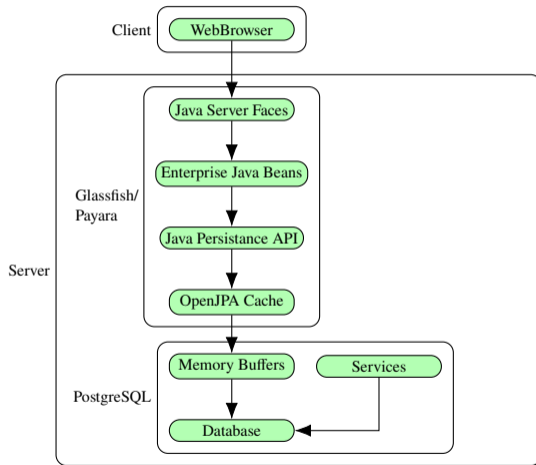 Client
WebBrowser
Java Server Faces
Enterprise Java Beans
Glassfish/
Payara
Java Persistance API
Server
OpenJPA Cache
Memory Buffers
Services
PostgreSQL
Database